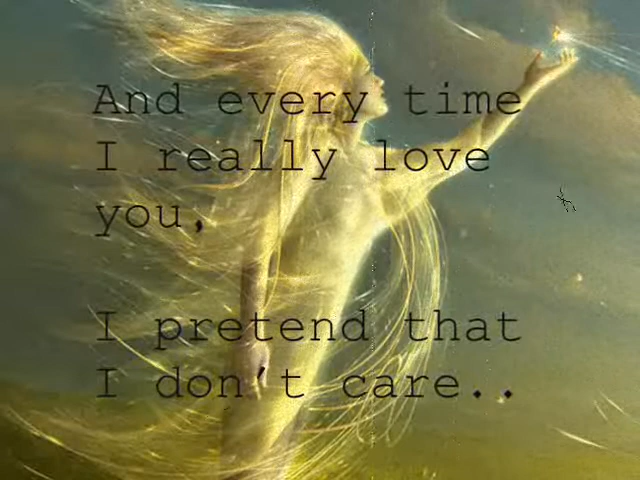 And every time
I really love
you,
I pretend that
I don't care..